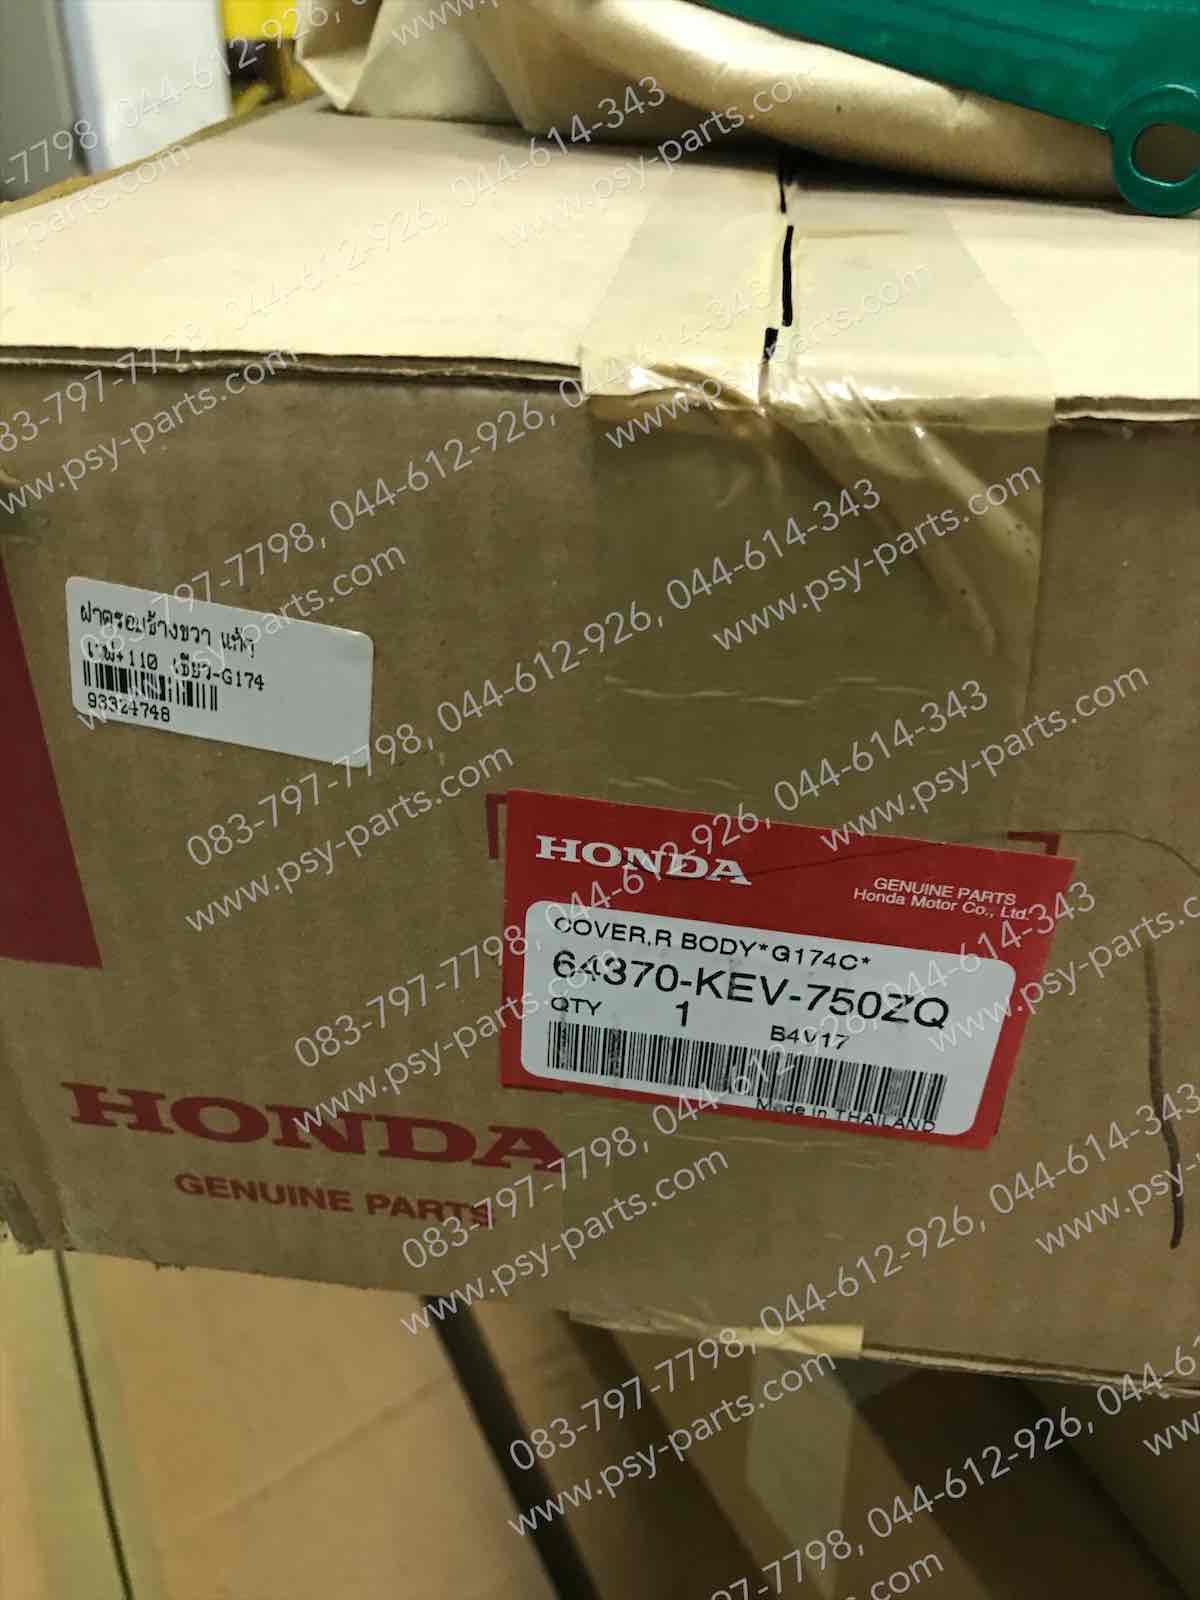 ฝาครอบข้างขวา แท้ๆ
เวฟ+110 เขียว-G174
93324748
HONDA
GENUINE PARTS
Honda Motor Co., Ltd.
COVER,R BODY*G174C*
64370-KEV-750ZQ
QTY 1 B4V17
Made in THAILAND
HONDA
GENUINE PARTS
083-797-7798, 044-612-926, 044-614-343
www.psy-parts.com